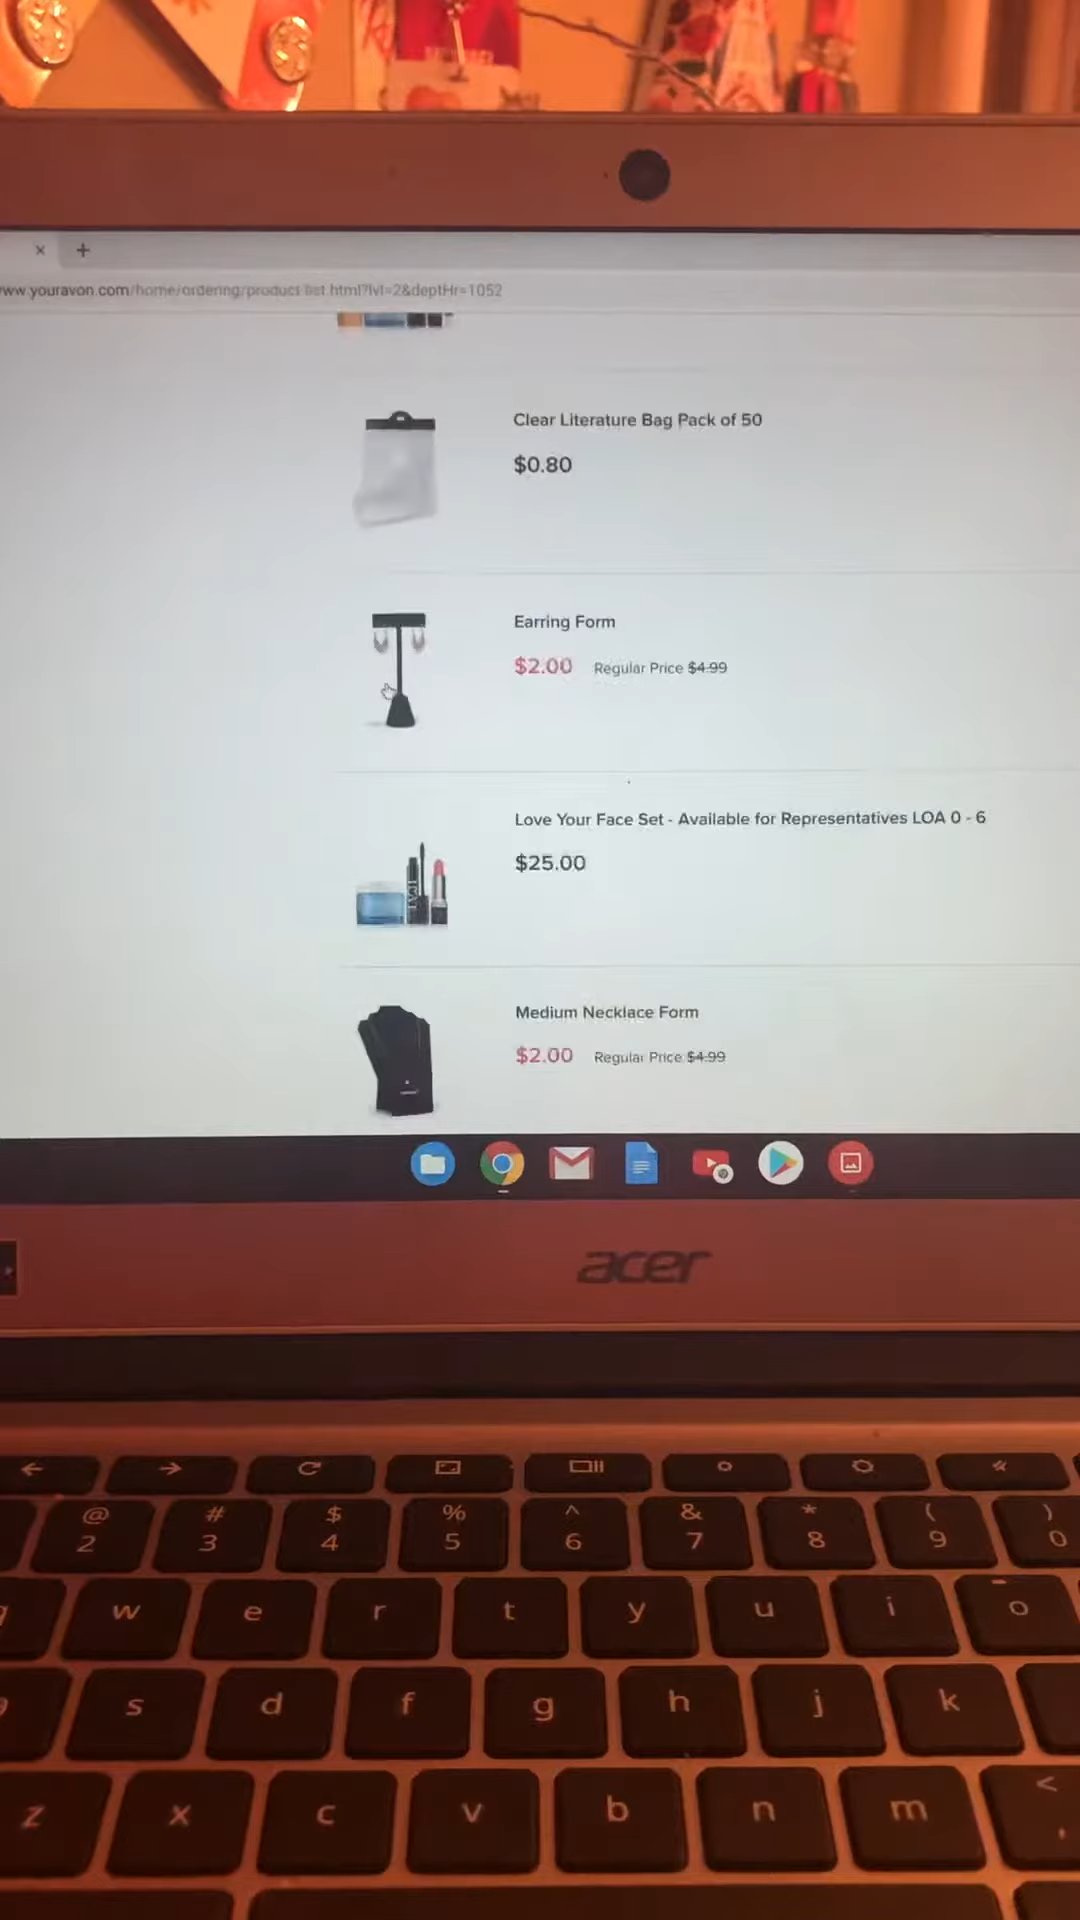 www.youravon.com/home/ordering/product-list.html?lvl=2&deptHr=1052
Clear Literature Bag Pack of 50
$0.80
Earring Form
$2.00 Regular Price $4.99
Love Your Face Set - Available for Representatives LOA 0 - 6
$25.00
Medium Necklace Form
$2.00 Regular Price $4.99
acer
@ # $ % ^ & * ( )
2 3 4 5 6 7 8 9 0
w e r t y u i o
s d f g h j k
z x c v b n m <
,